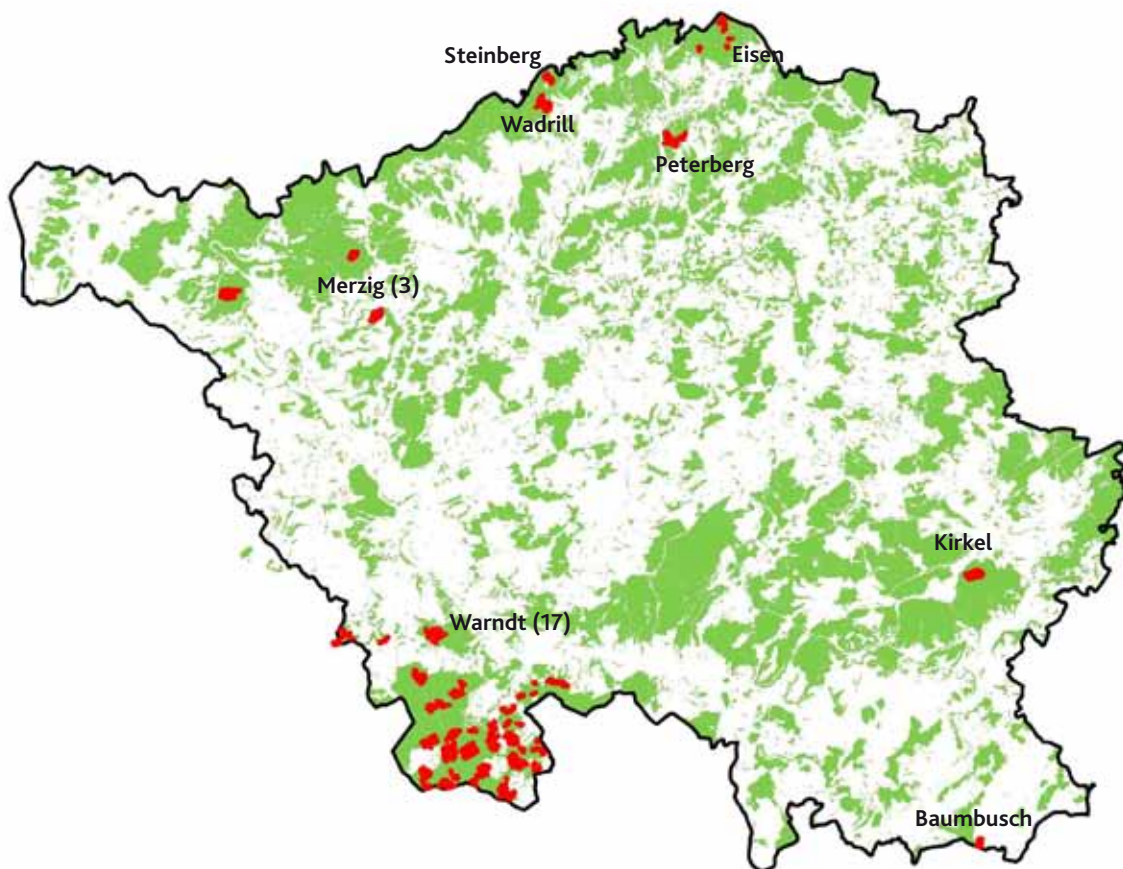 Steinberg
Eisen
Wadrill
Peterberg
Merzig (3)
Kirkel
Warndt (17)
Baumbusch